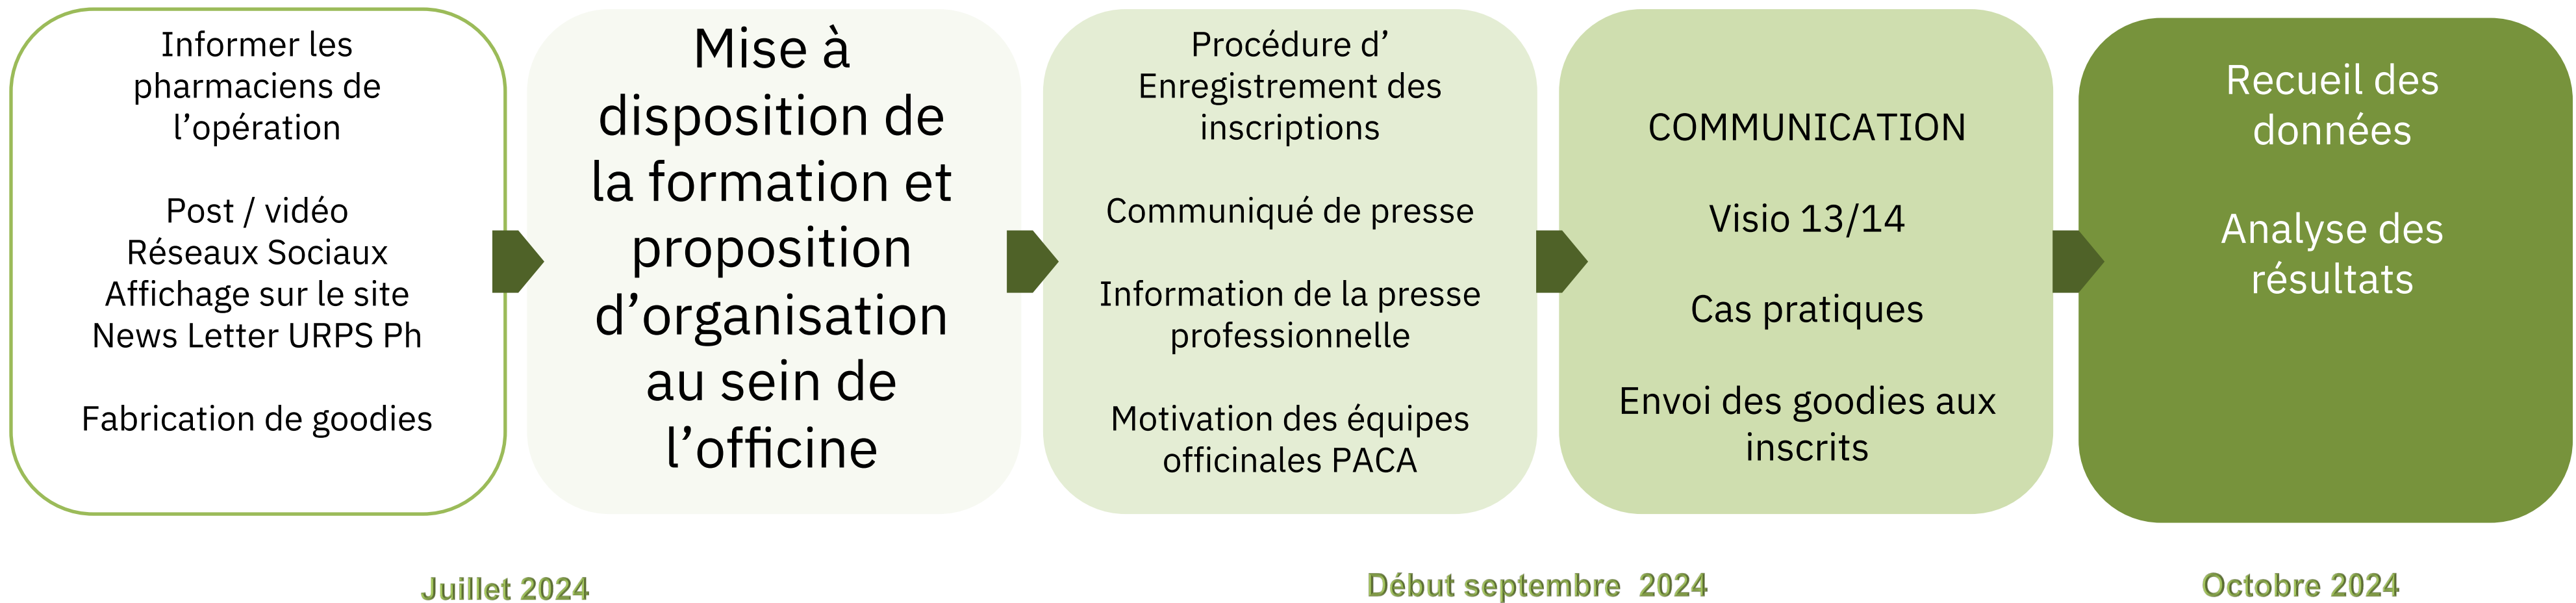 Informer les
pharmaciens de
l’opération
Post / vidéo
Réseaux Sociaux
Affichage sur le site
News Letter URPS Ph
Fabrication de goodies
Mise à
disposition de
la formation et
proposition
d’organisation
au sein de
l’officine
Procédure d’
Enregistrement des
inscriptions
Communiqué de presse
Information de la presse
professionnelle
Motivation des équipes
officinales PACA
COMMUNICATION
Visio 13/14
Cas pratiques
Envoi des goodies aux
inscrits
Recueil des
données
Analyse des
résultats
Juillet 2024
Début septembre 2024
Octobre 2024